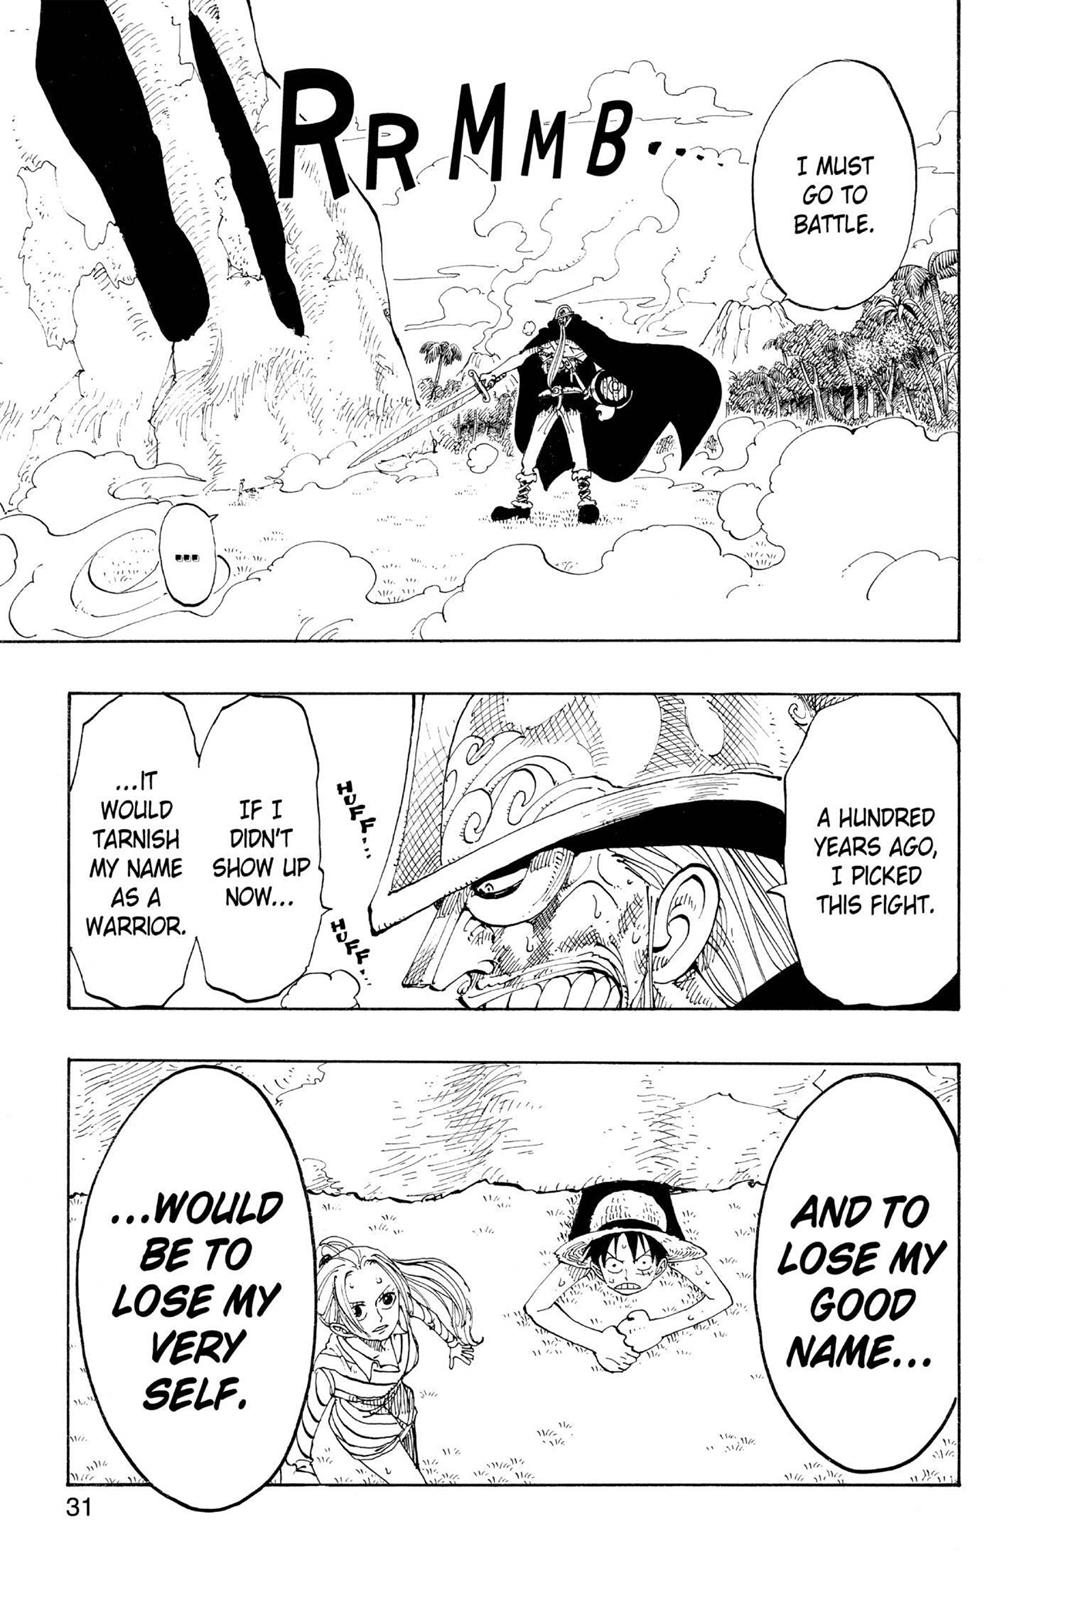 RRMMB.....
I MUST
GO TO
BATTLE.
...
A HUNDRED
YEARS AGO,
I PICKED
THIS FIGHT.
IF I
DIDN'T
SHOW UP
NOW...
...IT
WOULD
TARNISH
MY NAME
AS A
WARRIOR.
HUFF...
HUFF...
AND TO
LOSE MY
GOOD
NAME...
...WOULD
BE TO
LOSE MY
VERY
SELF.
31